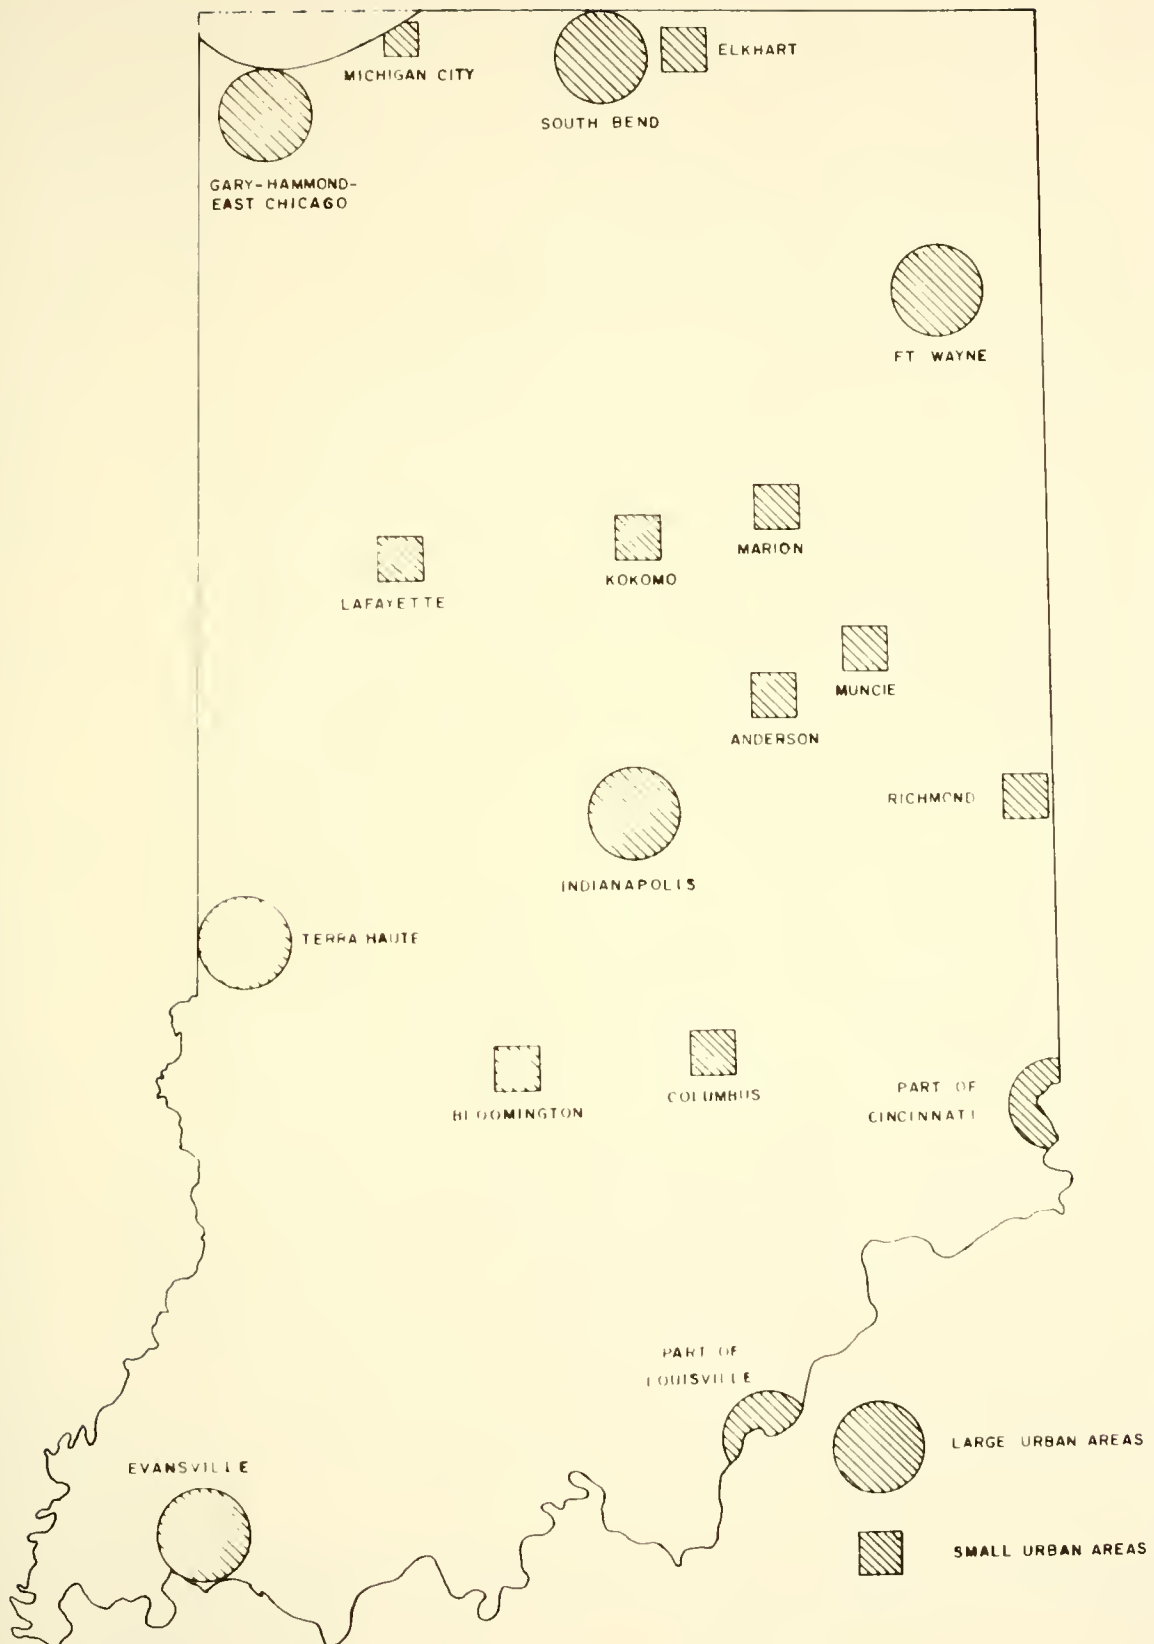 ELKHART
MICHIGAN CITY
SOUTH BEND
GARY-HAMMOND-
EAST CHICAGO
FT WAYNE
MARION
KOKOMO
LAFAYETTE
MUCIE
ANDERSON
RICHMOND
INDIANAPOLIS
TERRA HAUTE
COLUMBUS
BLOOMINGTON
PART OF
CINCINNATI
PART OF
LOUISVILLE
LARGE URBAN AREAS
EVANSVILLE
SMALL URBAN AREAS